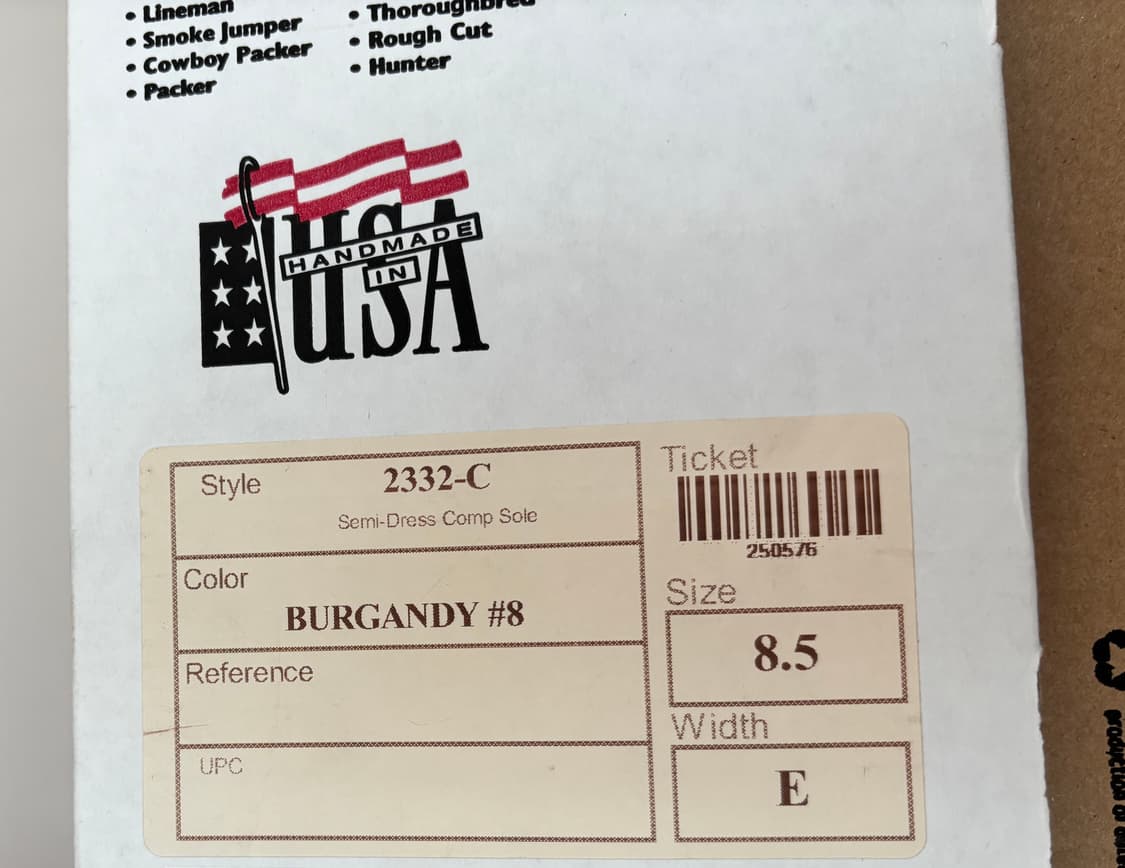 • Lineman
• Smoke Jumper
• Cowboy Packer
• Packer
• Thoroughbred
• Rough Cut
• Hunter
USA
HANDMADE
IN
Style
2332-C
Semi-Dress Comp Sole
Color
BURGANDY #8
Reference
UPC
Ticket
250576
Size
8.5
Width
E